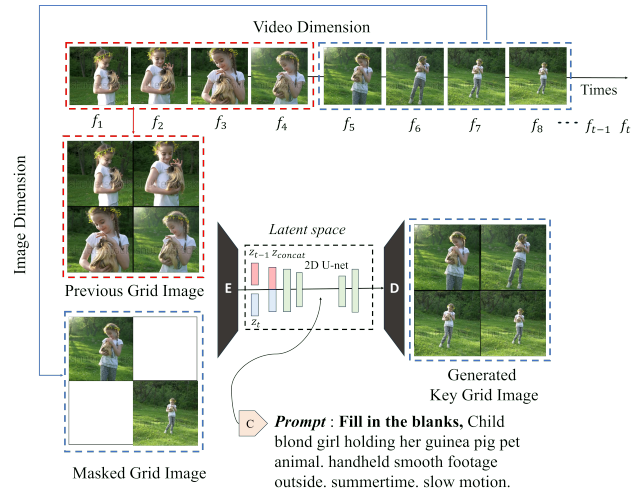 Video Dimension
Times
f₁ f₂ f₃ f₄ f₅ f₆ f₇ f₈ ··· fₜ₋₁ fₜ
Image Dimension
Previous Grid Image
Latent space
zₜ₋₁ z_concat
2D U-net
E
D
zₜ
Generated
Key Grid Image
Masked Grid Image
C
Prompt : Fill in the blanks, Child
blond girl holding her guinea pig pet
animal. handheld smooth footage
outside. summertime. slow motion.